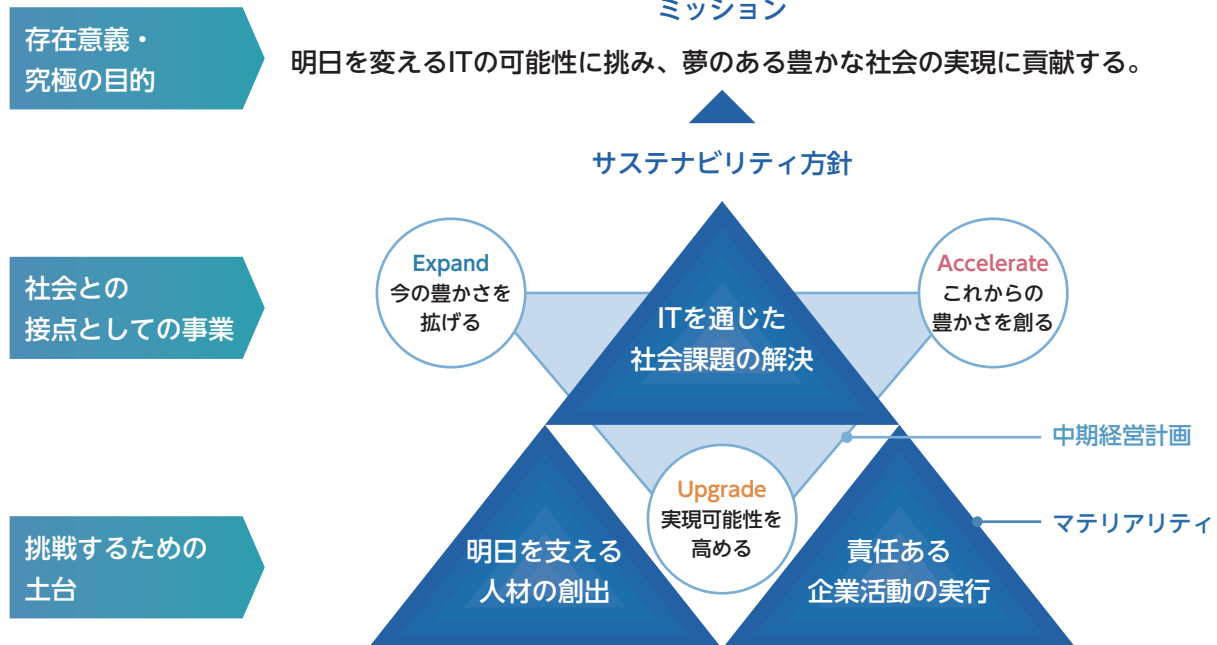 ミッション
存在意義・
究極の目的
明日を変えるITの可能性に挑み、夢のある豊かな社会の実現に貢献する。
サステナビリティ方針
社会との
接点としての事業
Expand
今の豊かさを
拡げる
ITを通じた
社会課題の解決
Accelerate
これからの
豊かさを創る
中期経営計画
マテリアリティ
挑戦するための
土台
明日を支える
人材の創出
Upgrade
実現可能性を
高める
責任ある
企業活動の実行